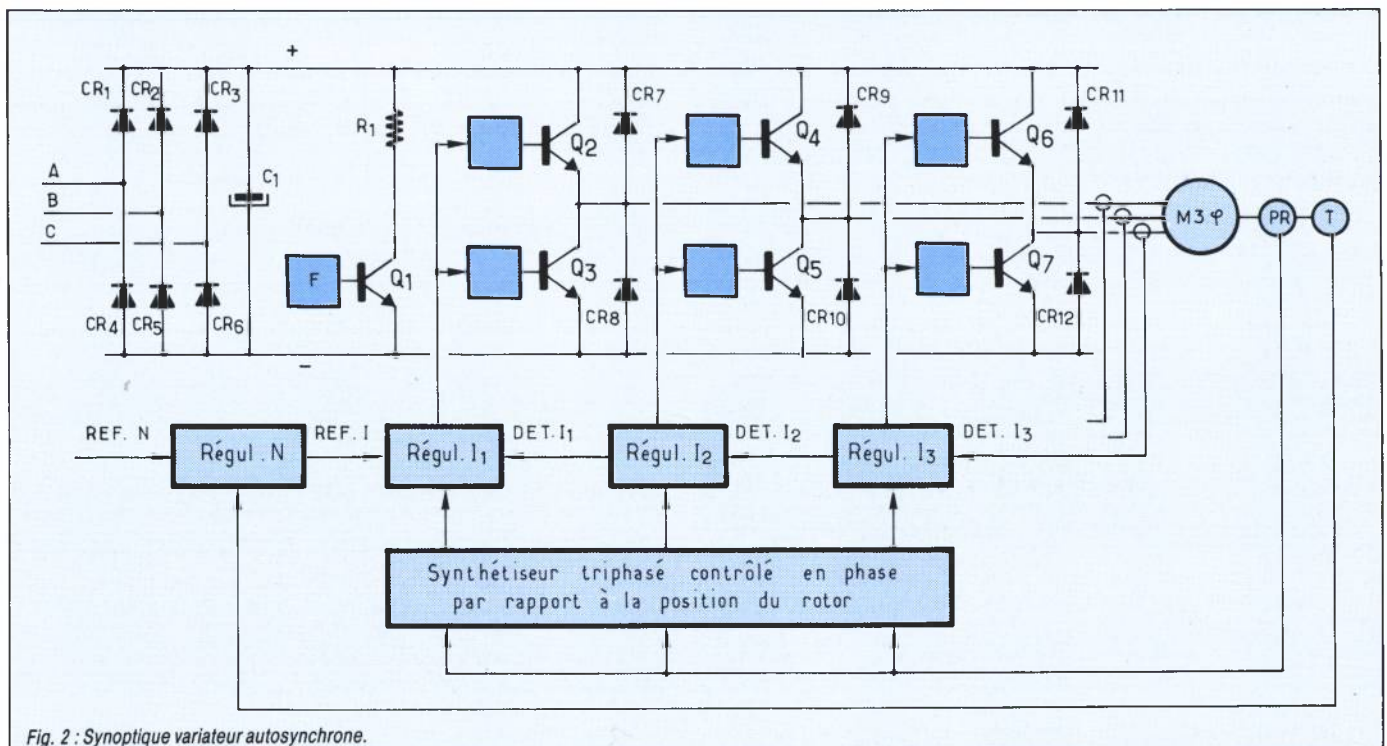 +
CR1
CR2
CR3
CR7
CR9
CR11
R1
Q2
Q4
Q6
A
B
C
C1
M3φ
PR
T
F
Q1
Q3
Q5
Q7
CR4
CR5
CR6
CR8
CR10
CR12
−
REF. N
Régul. N
REF. I
Régul. I1
DET. I1
Régul. I2
DET. I2
Régul. I3
DET. I3
Synthétiseur triphasé contrôlé en phase
par rapport à la position du rotor
Fig. 2 : Synoptique variateur autosynchrone.